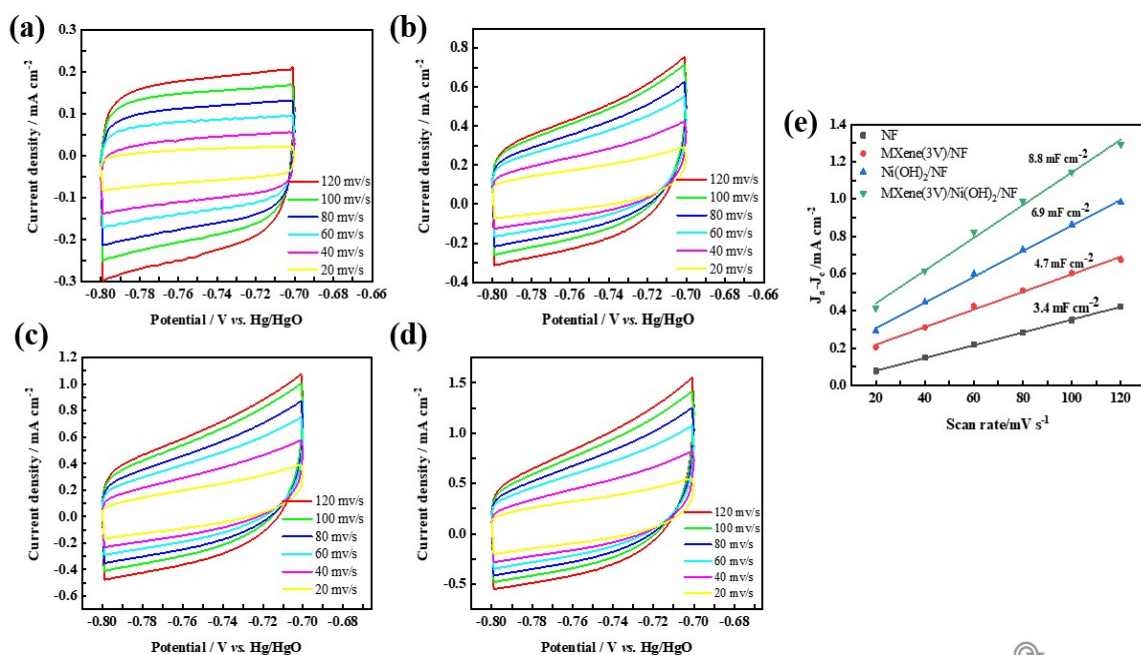 (a)
0.3
0.2
0.1
0.0
-0.1
-0.2
-0.3
Current density / mA cm⁻²
120 mv/s
100 mv/s
80 mv/s
60 mv/s
40 mv/s
20 mv/s
-0.80 -0.78 -0.76 -0.74 -0.72 -0.70 -0.68 -0.66
Potential / V vs. Hg/HgO
(b)
0.8
0.6
0.4
0.2
0.0
-0.2
-0.4
Current density / mA cm⁻²
120 mv/s
100 mv/s
80 mv/s
60 mv/s
40 mv/s
20 mv/s
-0.80 -0.78 -0.76 -0.74 -0.72 -0.70 -0.68 -0.66
Potential / V vs. Hg/HgO
(c)
1.2
1.0
0.8
0.6
0.4
0.2
0.0
-0.2
-0.4
-0.6
Current density / mA cm⁻²
120 mv/s
100 mv/s
80 mv/s
60 mv/s
40 mv/s
20 mv/s
-0.80 -0.78 -0.76 -0.74 -0.72 -0.70 -0.68
Potential / V vs. Hg/HgO
(d)
1.5
1.0
0.5
0.0
-0.5
Current density / mA cm⁻²
120 mv/s
100 mv/s
80 mv/s
60 mv/s
40 mv/s
20 mv/s
-0.80 -0.78 -0.76 -0.74 -0.72 -0.70 -0.68
Potential / V vs. Hg/HgO
(e)
NF
MXene(3V)/NF
Ni(OH)₂/NF
MXene(3V)/Ni(OH)₂/NF
1.4
1.2
1.0
0.8
0.6
0.4
0.2
0.0
Jₐ-J꜀ /mA cm⁻²
8.8 mF cm⁻²
6.9 mF cm⁻²
4.7 mF cm⁻²
3.4 mF cm⁻²
20 40 60 80 100 120
Scan rate/mV s⁻¹